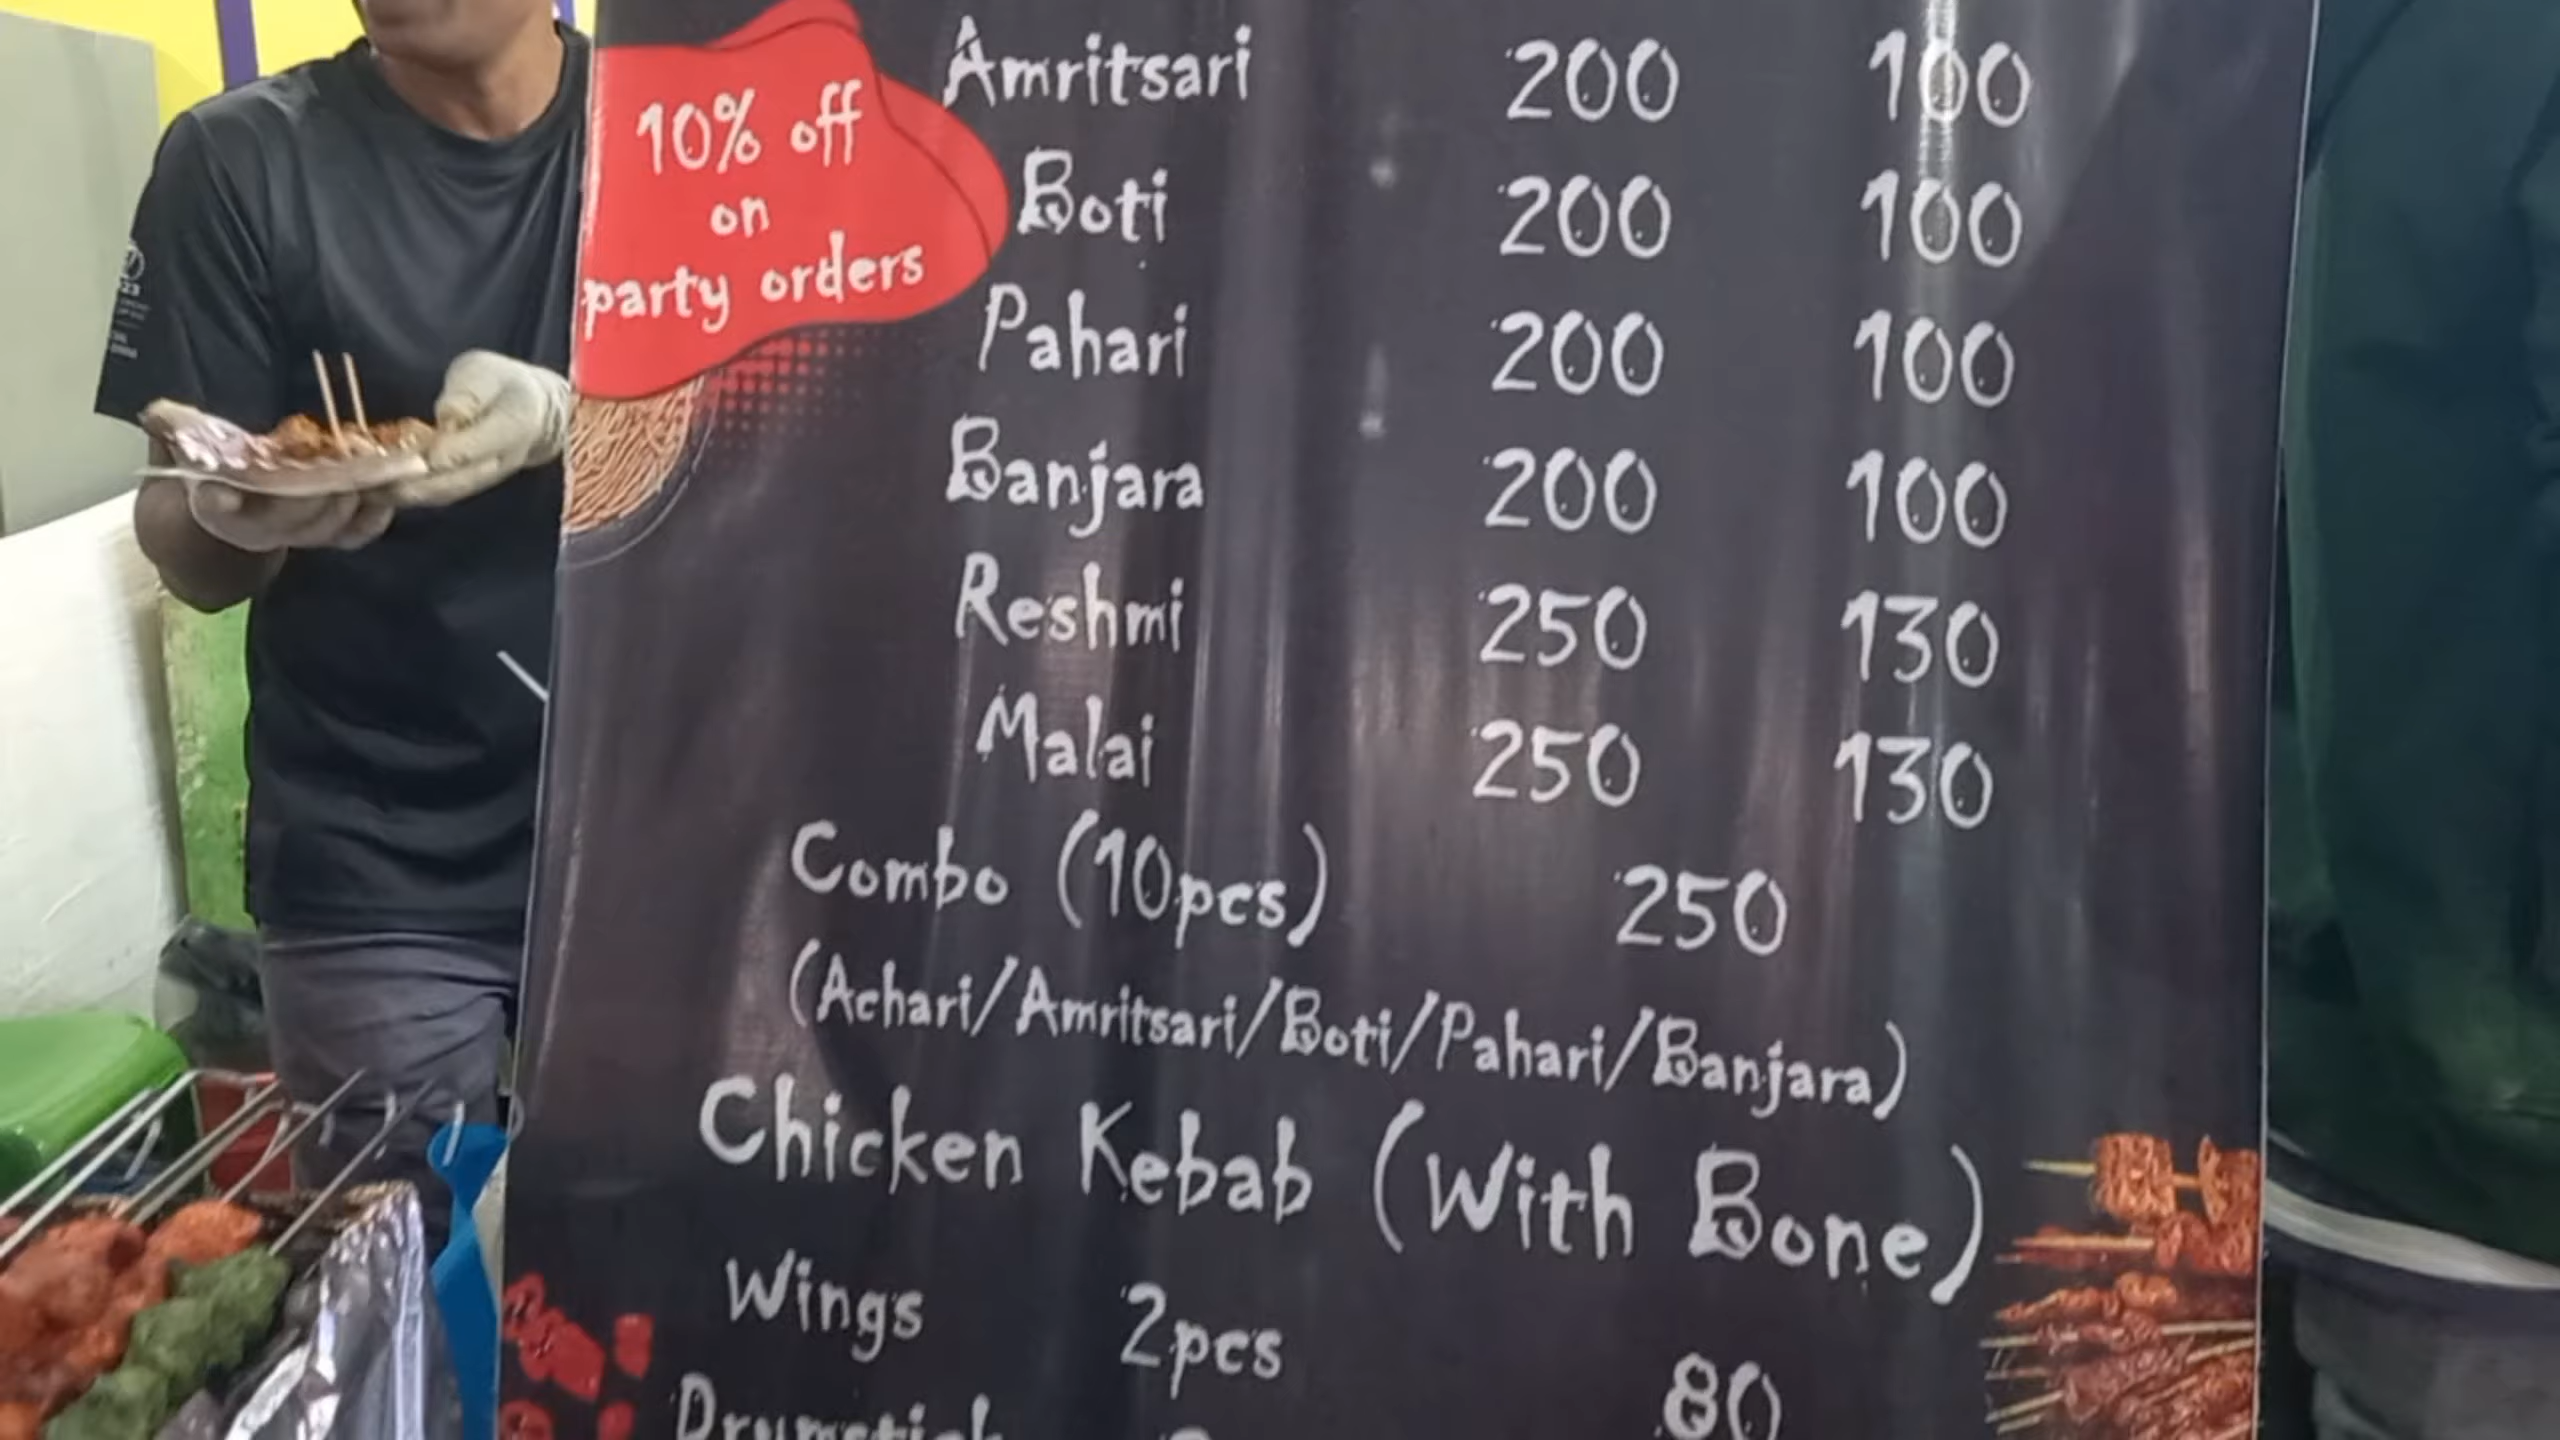 10% off
on
party orders
Amritsari 200 100
Boti 200 100
Pahari 200 100
Banjara 200 100
Reshmi 250 130
Malai 250 130
Combo (10pcs) 250
(Achari/Amritsari/Boti/Pahari/Banjara)
Chicken Kebab (With Bone)
Wings 2pcs 80
Drumstick